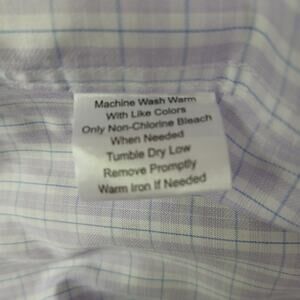 Machine Wash Warm
With Like Colors
Only Non-Chlorine Bleach
When Needed
Tumble Dry Low
Remove Promptly
Warm Iron If Needed